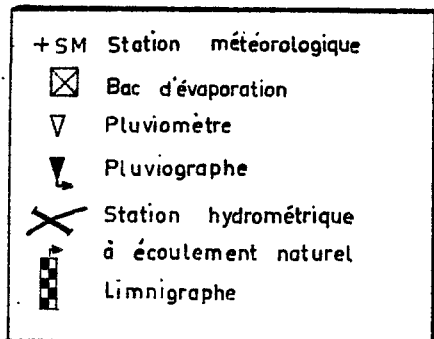 + SM Station météorologique
Bac d'évaporation
Pluviomètre
Pluviographe
Station hydrométrique
à écoulement naturel
Limnigraphe